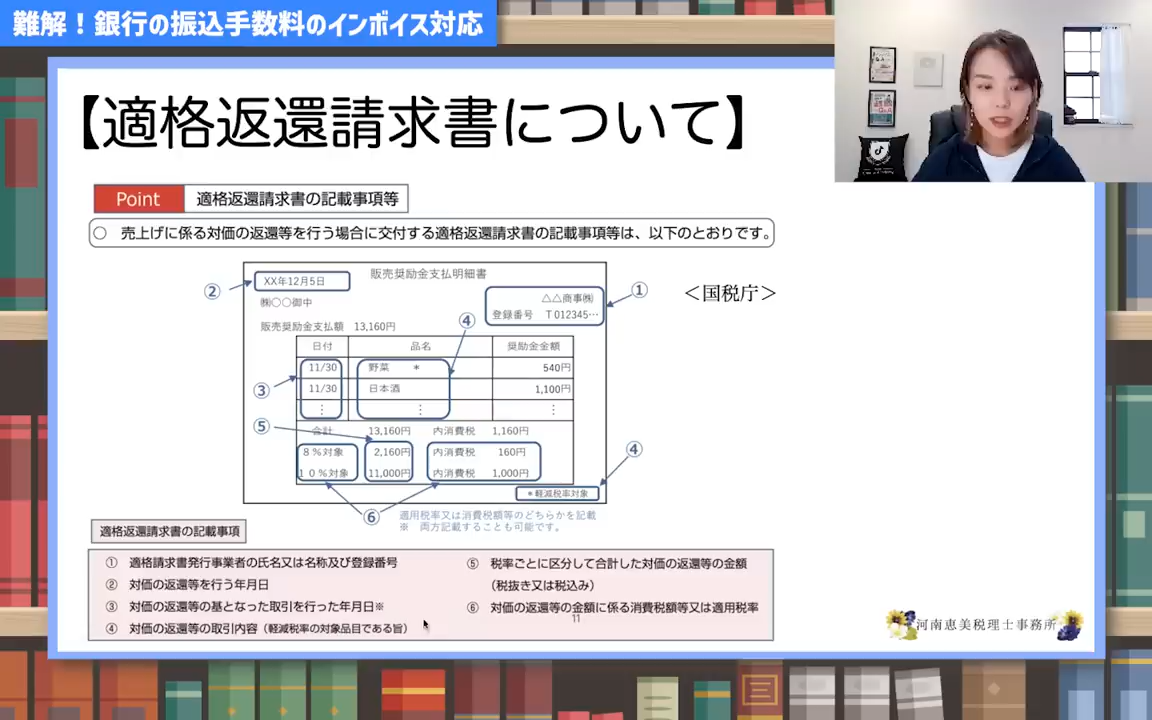 難解！銀行の振込手数料のインボイス対応
【適格返還請求書について】
Point 適格返還請求書の記載事項等
○ 売上げに係る対価の返還等を行う場合に交付する適格返還請求書の記載事項等は、以下のとおりです。
販売奨励金支払明細書
② XX年12月5日
㈱○○御中
△△商事㈱ ①
登録番号 T012345…
＜国税庁＞
販売奨励金支払額 13,160円 ④
日付 品名 奨励金金額
11/30 野菜 * 540円
③ 11/30 日本酒 1,100円
⋮ ⋮ ⋮
⑤ 合計 13,160円 内消費税 1,160円
８％対象 2,160円 内消費税 160円 ④
１０％対象 11,000円 内消費税 1,000円
*軽減税率対象
⑥ 適用税率又は消費税額等のどちらかを記載
※ 両方記載することも可能です。
適格返還請求書の記載事項
① 適格請求書発行事業者の氏名又は名称及び登録番号
② 対価の返還等を行う年月日
③ 対価の返還等の基となった取引を行った年月日※
④ 対価の返還等の取引内容（軽減税率の対象品目である旨）
⑤ 税率ごとに区分して合計した対価の返還等の金額
（税抜き又は税込み）
⑥ 対価の返還等の金額に係る消費税額等又は適用税率
11
河南恵美税理士事務所